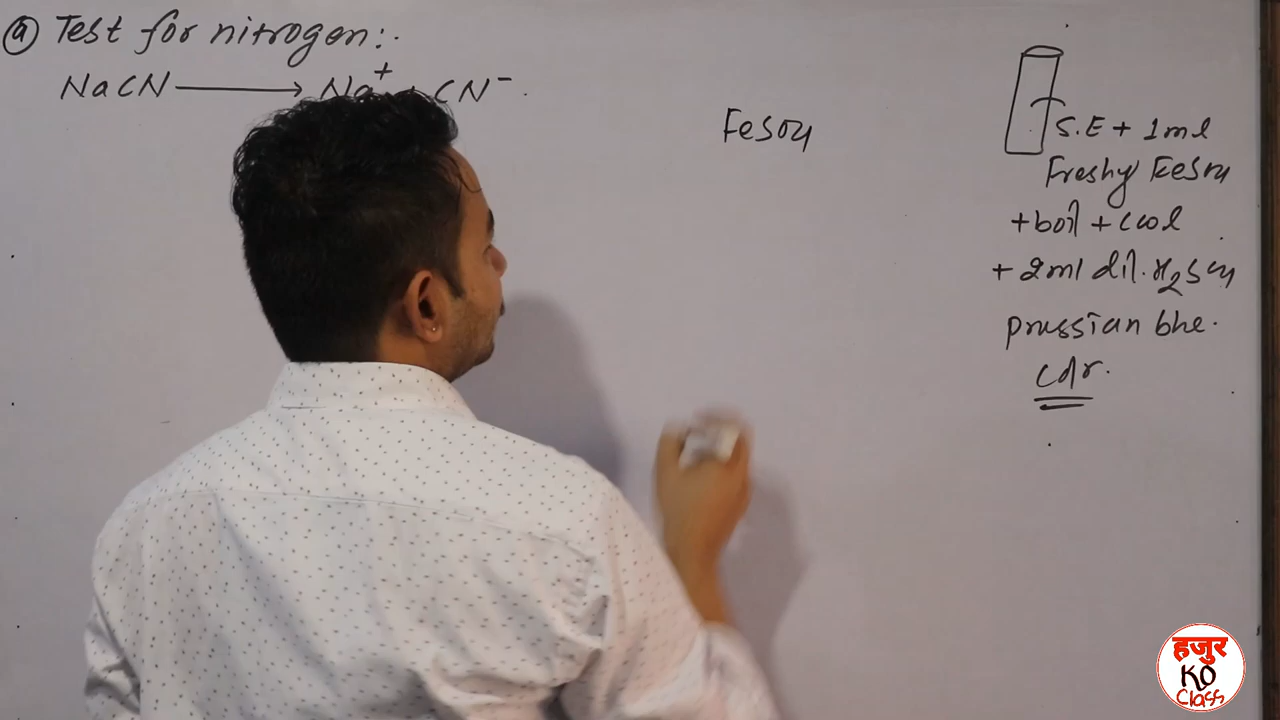 ⓐ Test for nitrogen:-
NaCN → Na⁺ + CN⁻.
FeSO4
S.E + 1ml
Freshy FeSO4
+ boil + cool
+ 2ml dil. H2SO4
prussian blue.
clr.
हजुर
KO
Class